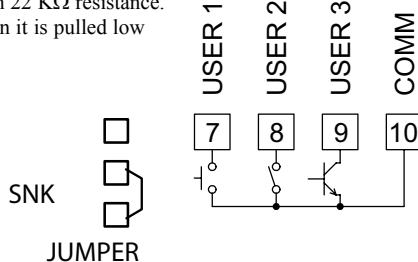 n 22 KΩ resistance.
n it is pulled low
USER 1
USER 2
USER 3
COMM
7
8
9
10
SNK
JUMPER